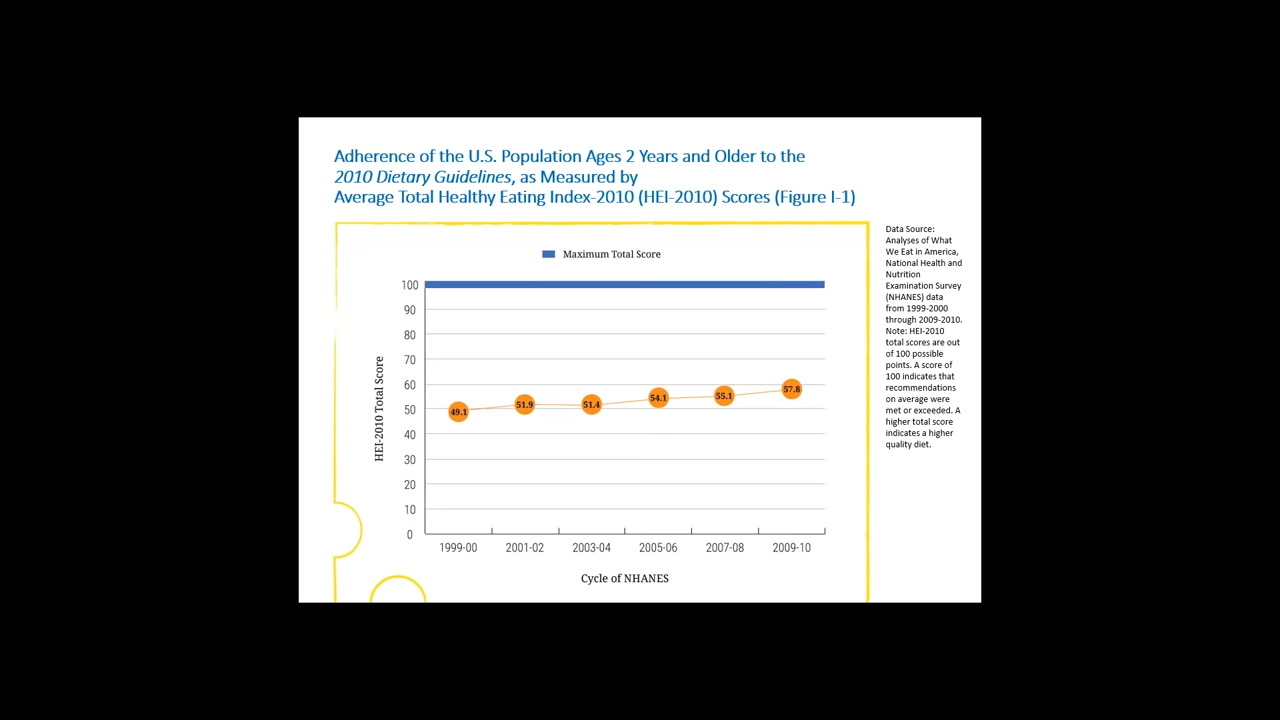 Adherence of the U.S. Population Ages 2 Years and Older to the
2010 Dietary Guidelines, as Measured by
Average Total Healthy Eating Index-2010 (HEI-2010) Scores (Figure I-1)
Maximum Total Score
HEI-2010 Total Score
100
90
80
70
60
50
40
30
20
10
0
49.1
51.9
51.4
54.1
55.1
57.8
1999-00 2001-02 2003-04 2005-06 2007-08 2009-10
Cycle of NHANES
Data Source:
Analyses of What
We Eat in America,
National Health and
Nutrition
Examination Survey
(NHANES) data
from 1999-2000
through 2009-2010.
Note: HEI-2010
total scores are out
of 100 possible
points. A score of
100 indicates that
recommendations
on average were
met or exceeded. A
higher total score
indicates a higher
quality diet.